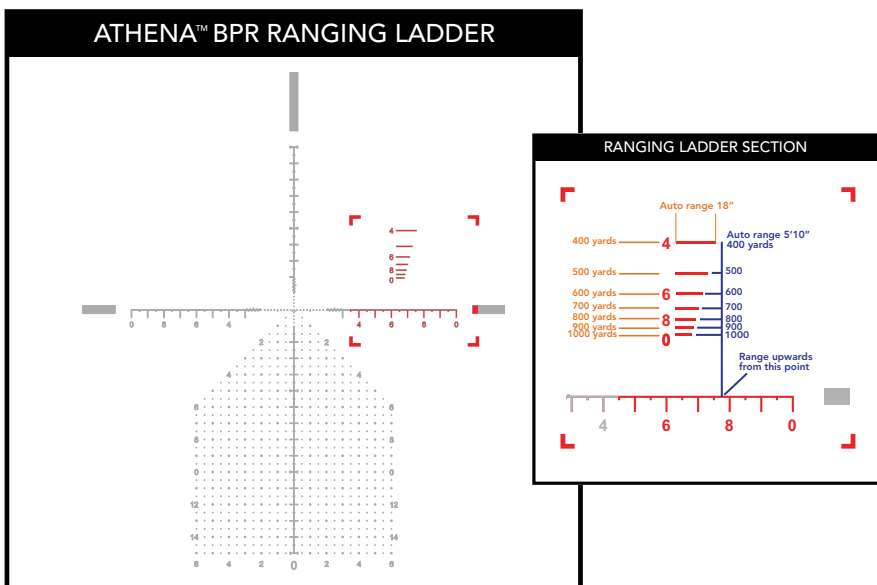 ATHENA™ BPR RANGING LADDER
4
6
8
0
0 8 6 4 4 6 8 0
2 2
4 4
6 6
8 8
0 0
12 12
14 14
6 4 2 0 2 4 6
RANGING LADDER SECTION
Auto range 18"
Auto range 5'10"
400 yards 4 400 yards
500 yards 500
600 yards 6 600
700 yards 700
800 yards 8 800
900 yards 900
1000 yards 0 1000
Range upwards
from this point
4 6 8 0